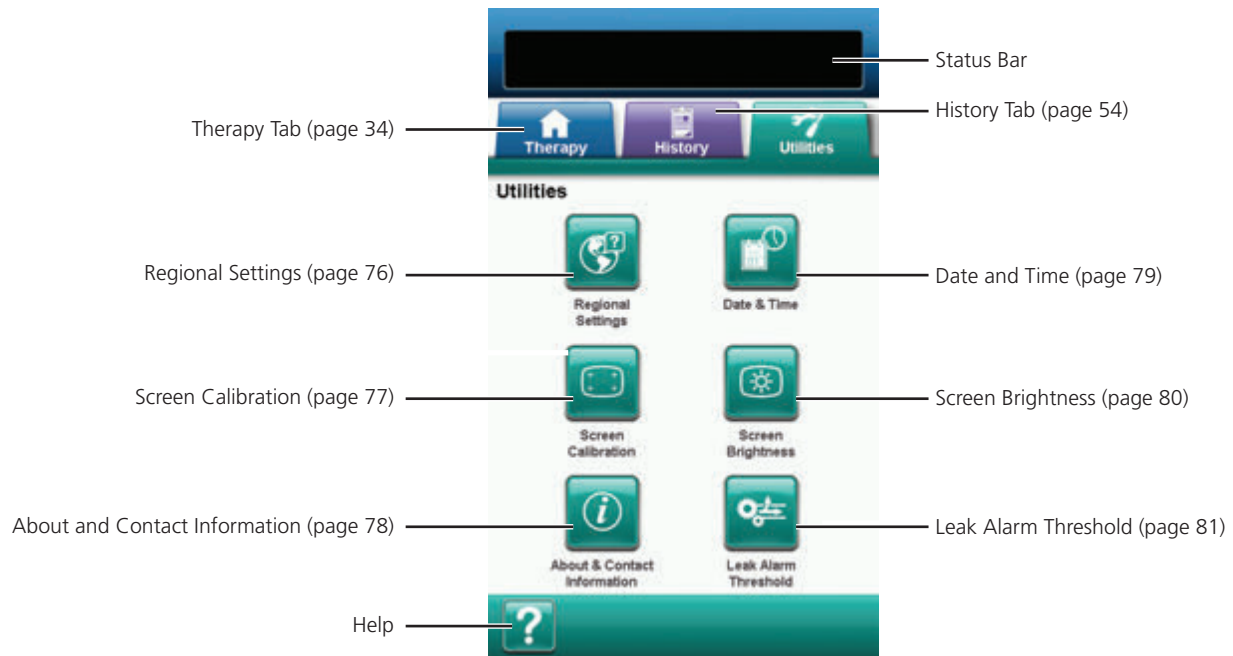 Status Bar
Therapy Tab (page 34)
History Tab (page 54)
Therapy
History
Utilities
Utilities
Regional Settings (page 76)
Date and Time (page 79)
Regional
Settings
Date & Time
Screen Calibration (page 77)
Screen Brightness (page 80)
Screen
Calibration
Screen
Brightness
About and Contact Information (page 78)
Leak Alarm Threshold (page 81)
About & Contact
Information
Leak Alarm
Threshold
Help
?